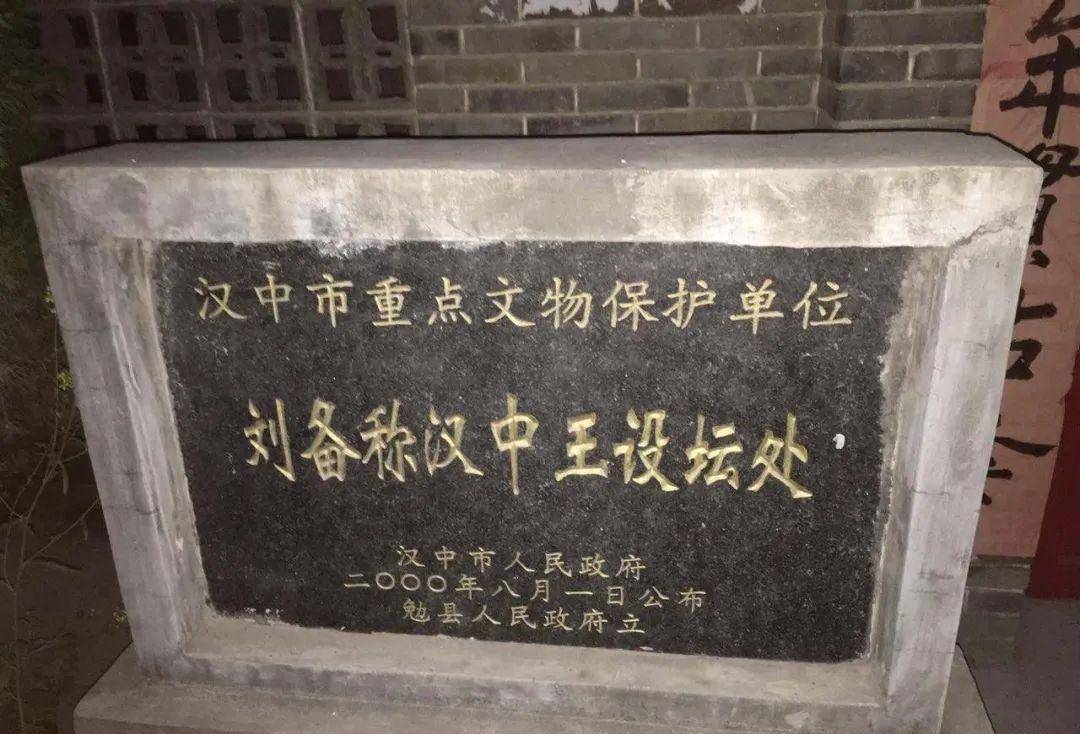 汉中市重点文物保护单位
刘备称汉中王设坛处
汉中市人民政府
二〇〇〇年八月一日公布
勉县人民政府立